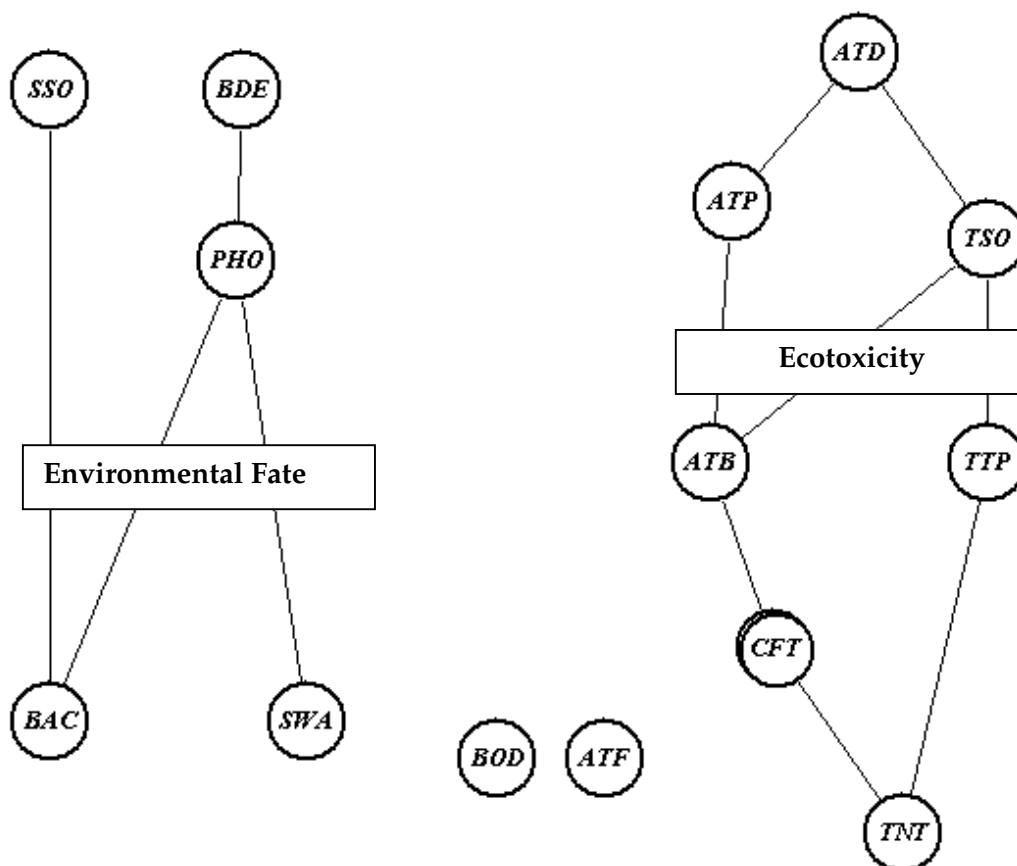 ATD
SSO
BDE
ATP
TSO
PHO
Ecotoxicity
ATB
TTP
Environmental Fate
CFT
BAC
SWA
BOD
ATF
TNT